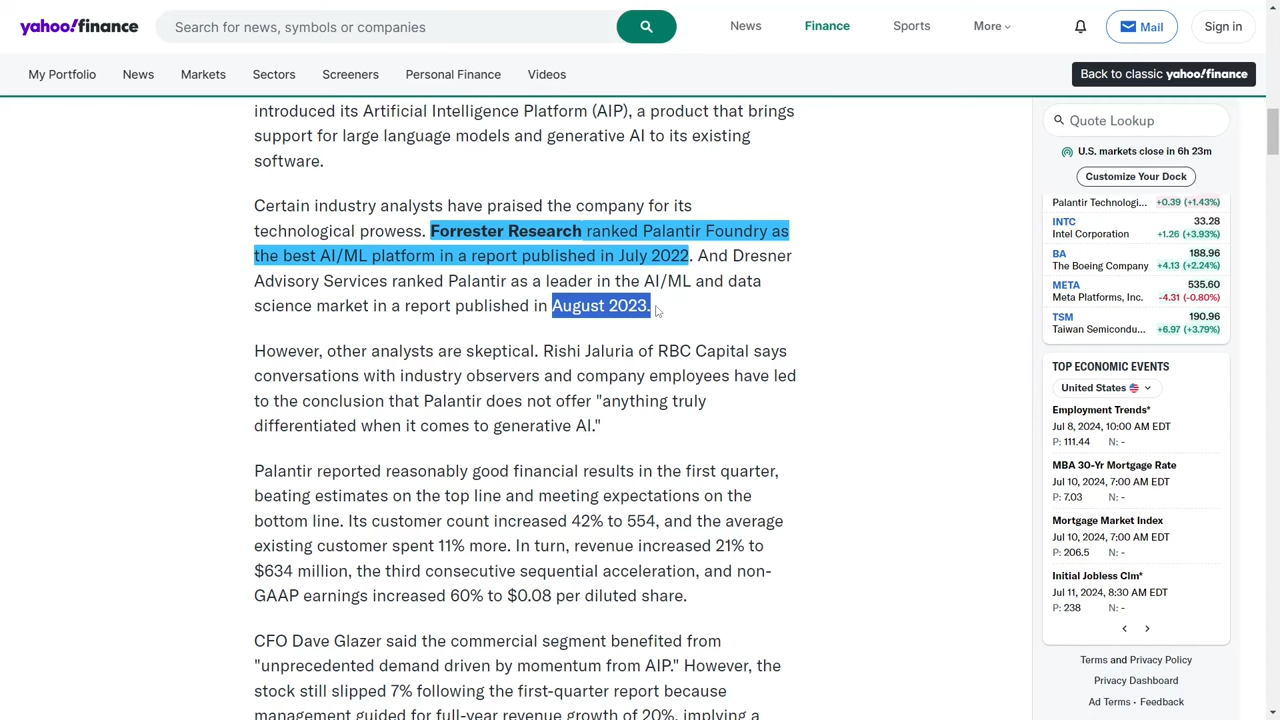 yahoo!finance
Search for news, symbols or companies
News
Finance
Sports
More
Mail
Sign in
My Portfolio
News
Markets
Sectors
Screeners
Personal Finance
Videos
Back to classic yahoo!finance
introduced its Artificial Intelligence Platform (AIP), a product that brings
support for large language models and generative AI to its existing
software.
Certain industry analysts have praised the company for its
technological prowess. Forrester Research ranked Palantir Foundry as
the best AI/ML platform in a report published in July 2022. And Dresner
Advisory Services ranked Palantir as a leader in the AI/ML and data
science market in a report published in August 2023.
However, other analysts are skeptical. Rishi Jaluria of RBC Capital says
conversations with industry observers and company employees have led
to the conclusion that Palantir does not offer "anything truly
differentiated when it comes to generative AI."
Palantir reported reasonably good financial results in the first quarter,
beating estimates on the top line and meeting expectations on the
bottom line. Its customer count increased 42% to 554, and the average
existing customer spent 11% more. In turn, revenue increased 21% to
$634 million, the third consecutive sequential acceleration, and non-
GAAP earnings increased 60% to $0.08 per diluted share.
CFO Dave Glazer said the commercial segment benefited from
"unprecedented demand driven by momentum from AIP." However, the
stock still slipped 7% following the first-quarter report because
management guided for full-year revenue growth of 20%, implying a
Quote Lookup
U.S. markets close in 6h 23m
Customize Your Dock
Palantir Technologi... +0.39 (+1.43%)
INTC 33.28
Intel Corporation +1.26 (+3.93%)
BA 188.96
The Boeing Company +4.13 (+2.24%)
META 535.60
Meta Platforms, Inc. -4.31 (-0.80%)
TSM 190.96
Taiwan Semicondu... +6.97 (+3.79%)
TOP ECONOMIC EVENTS
United States
Employment Trends*
Jul 8, 2024, 10:00 AM EDT
P: 111.44 N: -
MBA 30-Yr Mortgage Rate
Jul 10, 2024, 7:00 AM EDT
P: 7.03 N: -
Mortgage Market Index
Jul 10, 2024, 7:00 AM EDT
P: 206.5 N: -
Initial Jobless Clm*
Jul 11, 2024, 8:30 AM EDT
P: 238 N: -
Terms and Privacy Policy
Privacy Dashboard
Ad Terms • Feedback